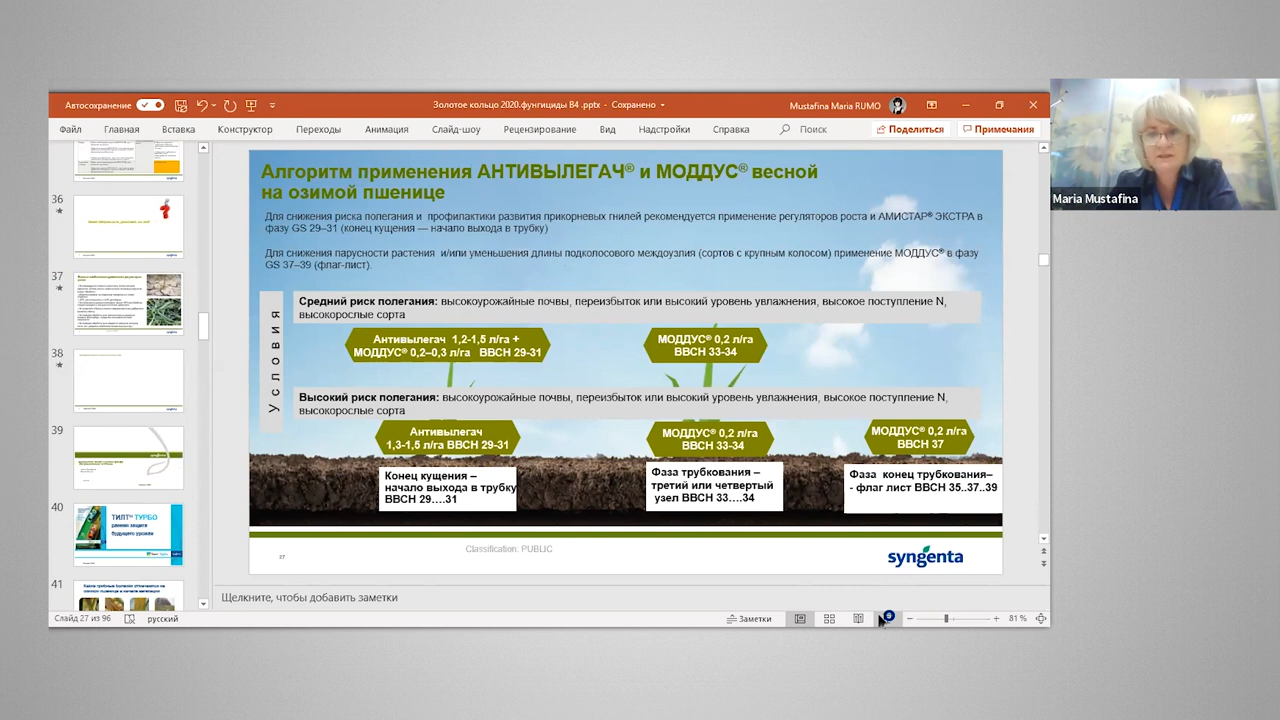 Автосохранение
Золотое кольцо 2020.фунгициды B4 .pptx - Сохранено
Mustafina Maria RUMO
Файл Главная Вставка Конструктор Переходы Анимация Слайд-шоу Рецензирование Вид Надстройки Справка Поиск Поделиться Примечания
36
37
38
39
40
ТИЛТ® ТУРБО
ранняя защита
будущего урожая
41
горитм применения АНТИВЫЛЕГАЧ® и МОДДУС® весной
на озимой пшенице
Для снижения риска полегания и профилактики развития прикорневых гнилей рекомендуется применение регуляторов роста и АМИСТАР® ЭКСТРА в
фазу GS 29–31 (конец кущения — начало выхода в трубку)
Для снижения парусности растения и/или уменьшения длины подколосового междоузлия (сортов с крупным колосом) применение МОДДУС® в фазу
GS 37–39 (флаг-лист).
Условия
Средний риск полегания: высокоурожайные почвы, переизбыток или высокий уровень увлажнения, высокое поступление N,
высокорослые сорта
Антивылегач 1,2-1,5 л/га +
МОДДУС® 0,2–0,3 л/га ВВСН 29-31
МОДДУС® 0,2 л/га
ВВСН 33-34
Высокий риск полегания: высокоурожайные почвы, переизбыток или высокий уровень увлажнения, высокое поступление N,
высокорослые сорта
Антивылегач
1,3-1,5 л/га ВВСН 29-31
МОДДУС® 0,2 л/га
ВВСН 33-34
МОДДУС® 0,2 л/га
ВВСН 37
Конец кущения –
начало выхода в трубку
ВВСН 29….31
Фаза трубкования –
третий или четвертый
узел ВВСН 33….34
Фаза конец трубкования–
- флаг лист ВВСН 35..37..39
27
Classification: PUBLIC
syngenta
Щелкните, чтобы добавить заметки
Слайд 27 из 96
русский
Заметки
81 %
Maria Mustafina